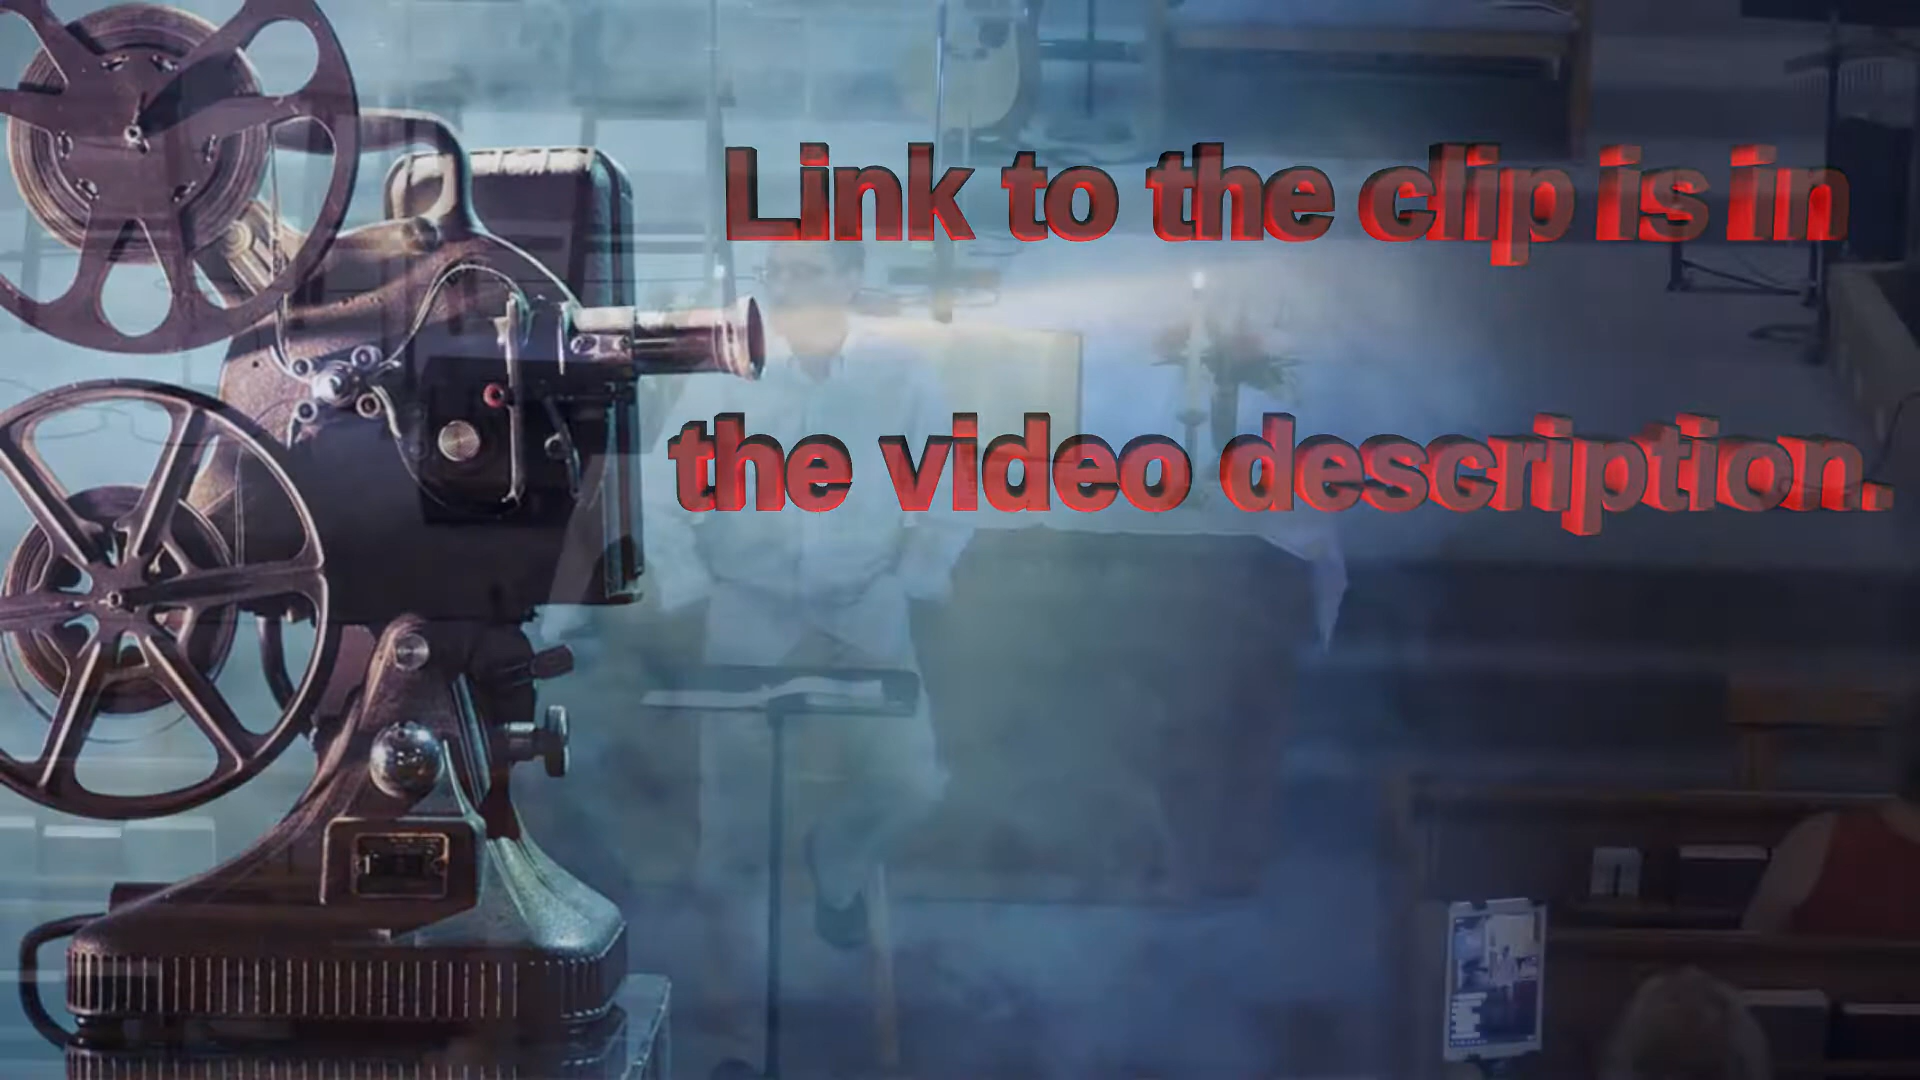 Link to the clip is in
the video description.